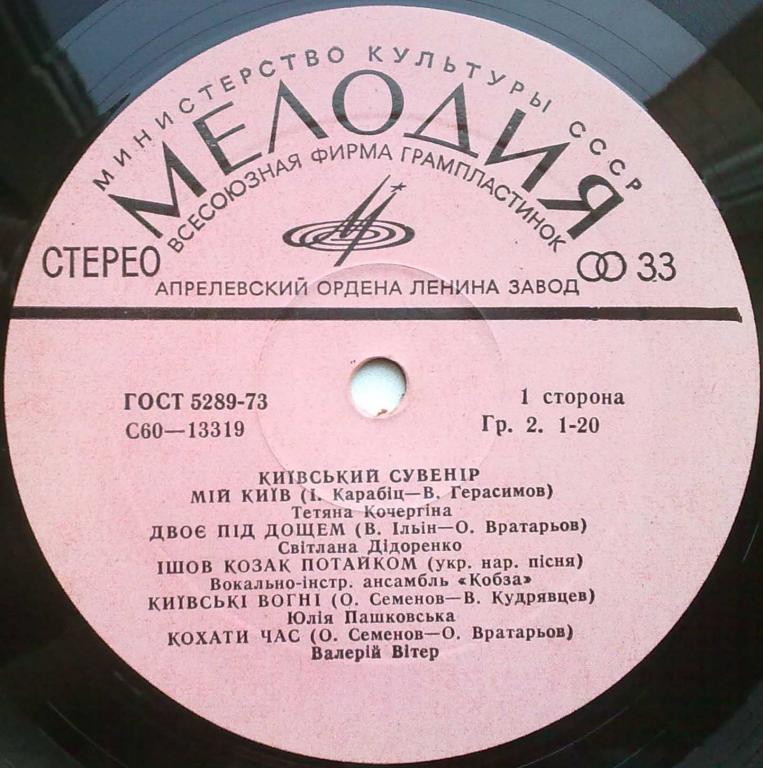 МИНИСТЕРСТВО КУЛЬТУРЫ СССР
МЕЛОДИЯ
ВСЕСОЮЗНАЯ ФИРМА ГРАМПЛАСТИНОК
СТЕРЕО
33
АПРЕЛЕВСКИЙ ОРДЕНА ЛЕНИНА ЗАВОД
ГОСТ 5289-73
1 сторона
С60—13319
Гр. 2. 1-20
КИЇВСЬКИЙ СУВЕНІР
МІЙ КИЇВ (І. Карабіц—В. Герасимов)
Тетяна Кочергіна
ДВОЄ ПІД ДОЩЕМ (В. Ільін—О. Вратарьов)
Світлана Дідоренко
ІШОВ КОЗАК ПОТАЙКОМ (укр. нар. пісня)
Вокально-інстр. ансамбль «Кобза»
КИЇВСЬКІ ВОГНІ (О. Семенов—В. Кудрявцев)
Юлія Пашковська
КОХАТИ ЧАС (О. Семенов—О. Вратарьов)
Валерій Вітер